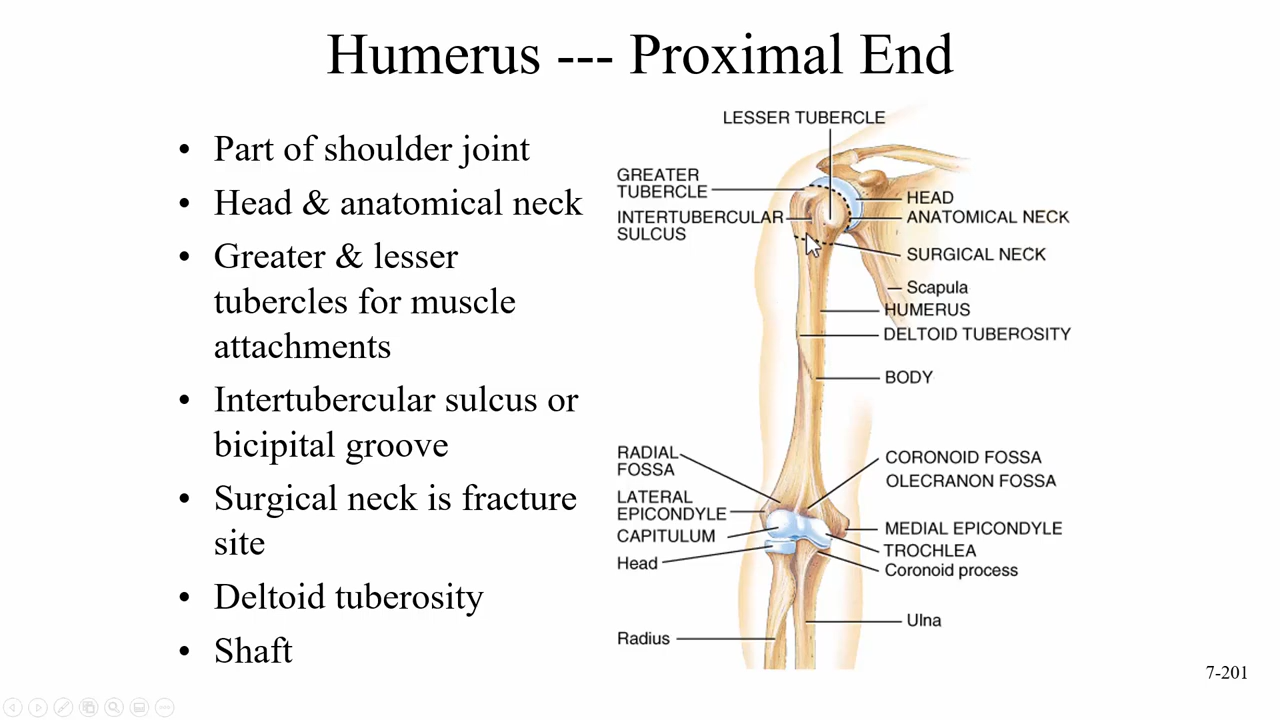 Humerus --- Proximal End
• Part of shoulder joint
• Head & anatomical neck
• Greater & lesser
tubercles for muscle
attachments
• Intertubercular sulcus or
bicipital groove
• Surgical neck is fracture
site
• Deltoid tuberosity
• Shaft
LESSER TUBERCLE
GREATER
TUBERCLE
INTERTUBERCULAR
SULCUS
HEAD
ANATOMICAL NECK
SURGICAL NECK
Scapula
HUMERUS
DELTOID TUBEROSITY
BODY
RADIAL
FOSSA
LATERAL
EPICONDYLE
CAPITULUM
Head
Radius
CORONOID FOSSA
OLECRANON FOSSA
MEDIAL EPICONDYLE
TROCHLEA
Coronoid process
Ulna
7-201